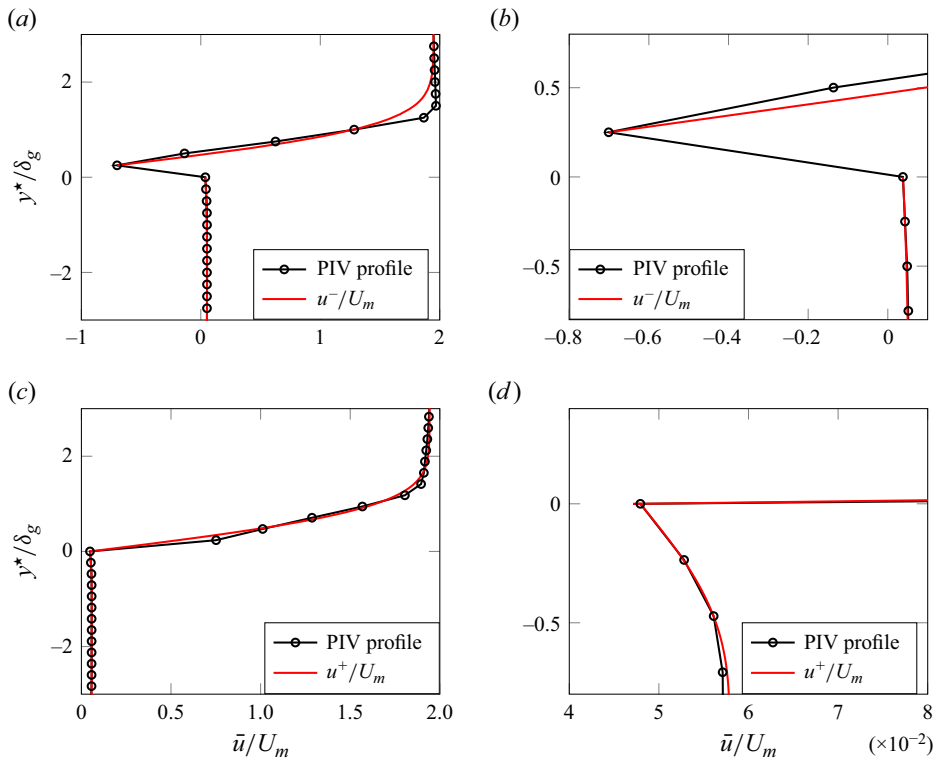 (a)
2
0
–2
y★/δg
–1
0
1
2
PIV profile
u−/Um
(b)
0.5
0
–0.5
–0.8
–0.6
–0.4
–0.2
0
PIV profile
u−/Um
(c)
2
0
–2
y★/δg
0
0.5
1.0
1.5
2.0
PIV profile
u+/Um
ū/Um
(d)
0
–0.5
4
5
6
7
8
PIV profile
u+/Um
ū/Um
(×10−2)